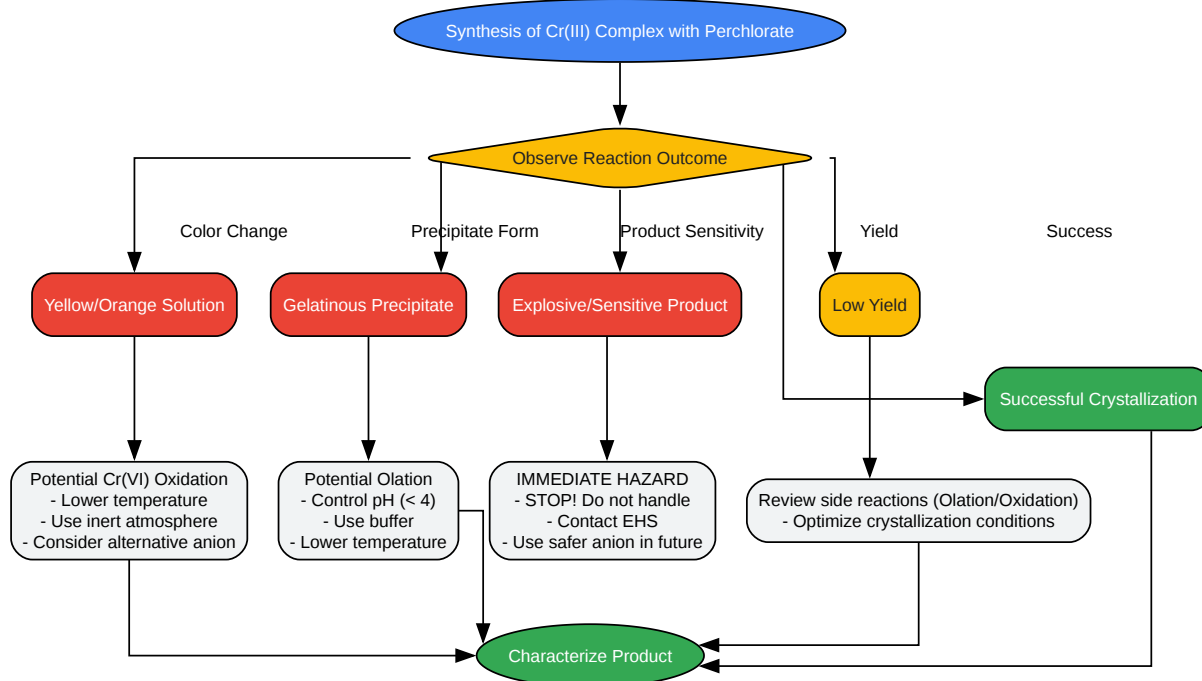 Synthesis of Cr(III) Complex with Perchlorate
Observe Reaction Outcome
Color Change
Precipitate Form
Product Sensitivity
Yield
Success
Yellow/Orange Solution
Gelatinous Precipitate
Explosive/Sensitive Product
Low Yield
Successful Crystallization
Potential Cr(VI) Oxidation
- Lower temperature
- Use inert atmosphere
- Consider alternative anion
Potential Olation
- Control pH (< 4)
- Use buffer
- Lower temperature
IMMEDIATE HAZARD
- STOP! Do not handle
- Contact EHS
- Use safer anion in future
Review side reactions (Olation/Oxidation)
- Optimize crystallization conditions
Characterize Product